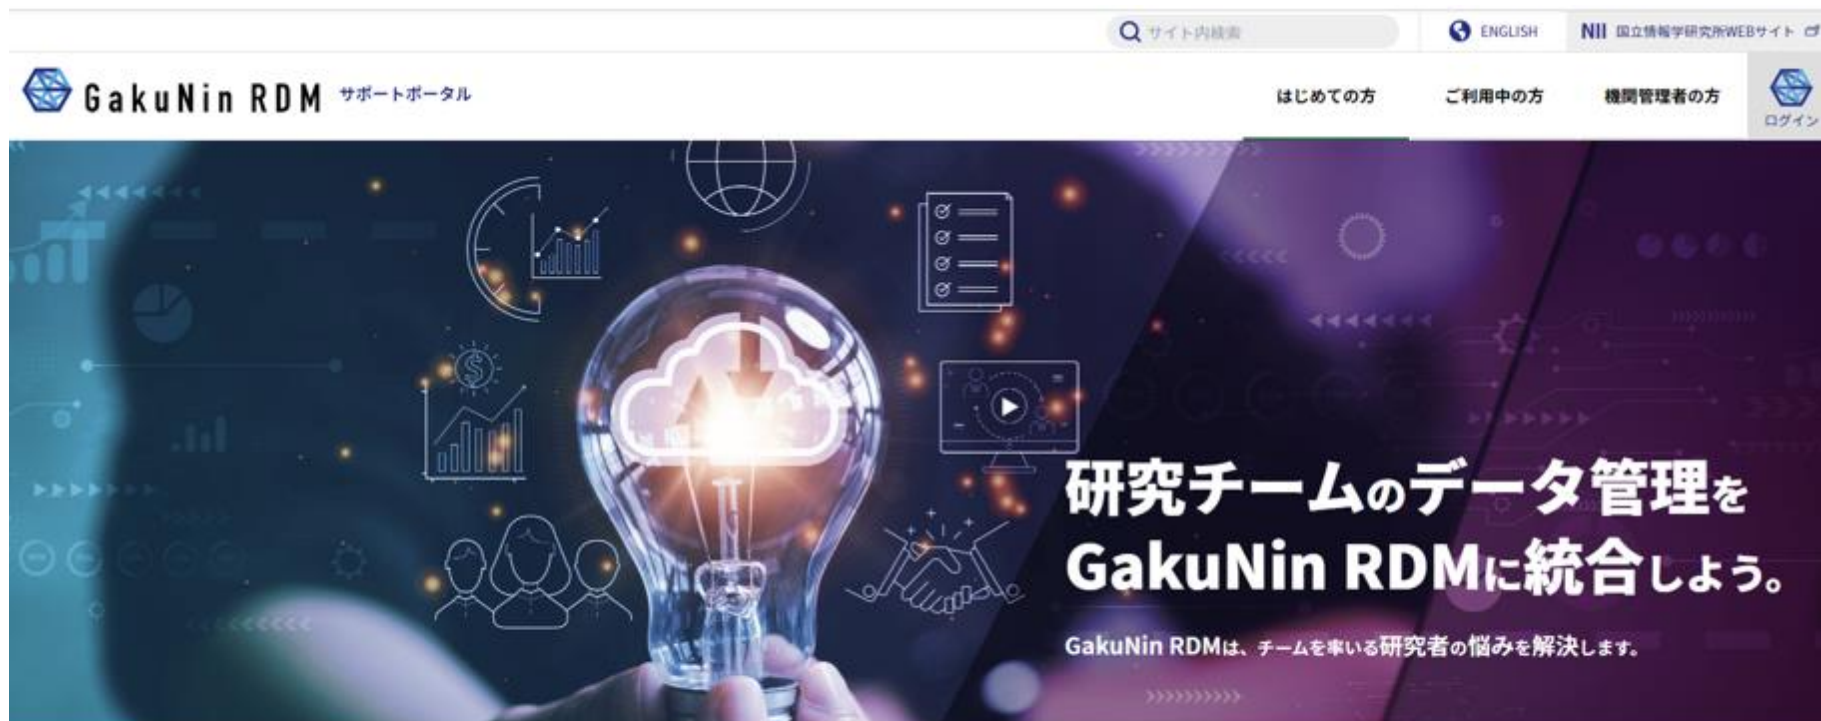 サイト内検索
ENGLISH
NII 国立情報学研究所WEBサイト
GakuNin RDM サポートポータル
はじめての方
ご利用中の方
機関管理者の方
ログイン
研究チームのデータ管理を
GakuNin RDMに統合しよう。
GakuNin RDMは、チームを率いる研究者の悩みを解決します。